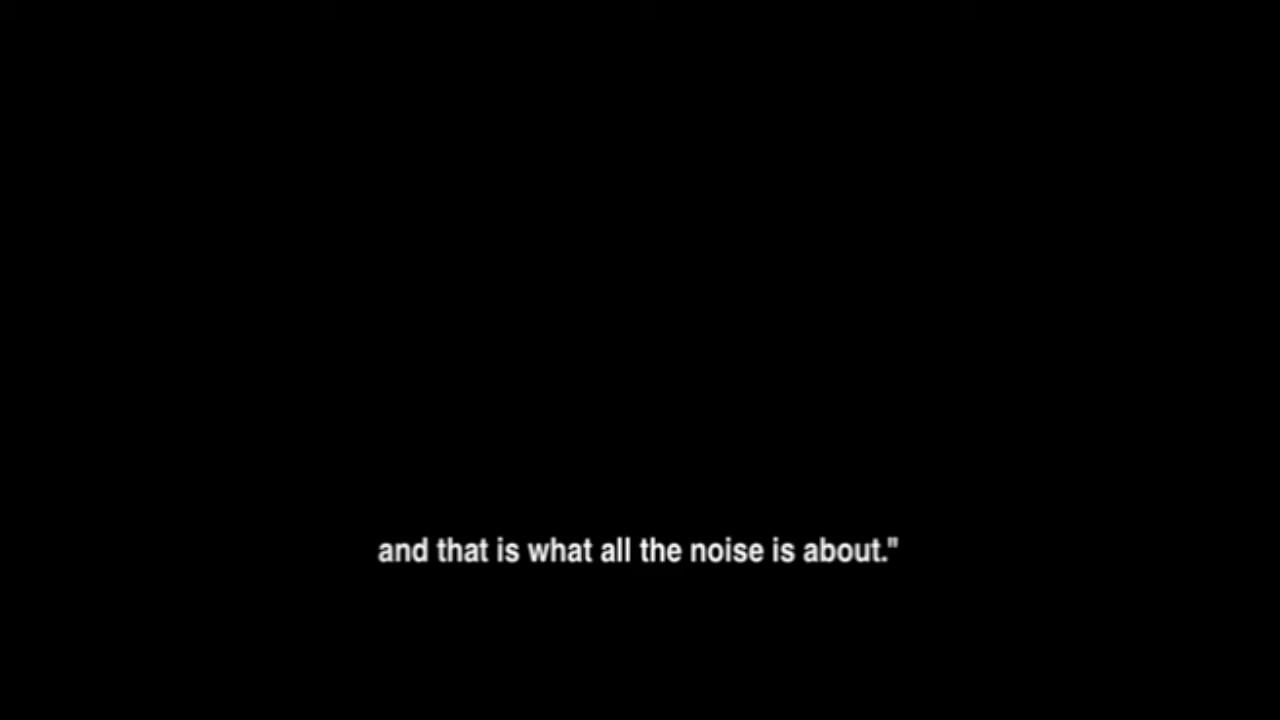 and that is what all the noise is about."